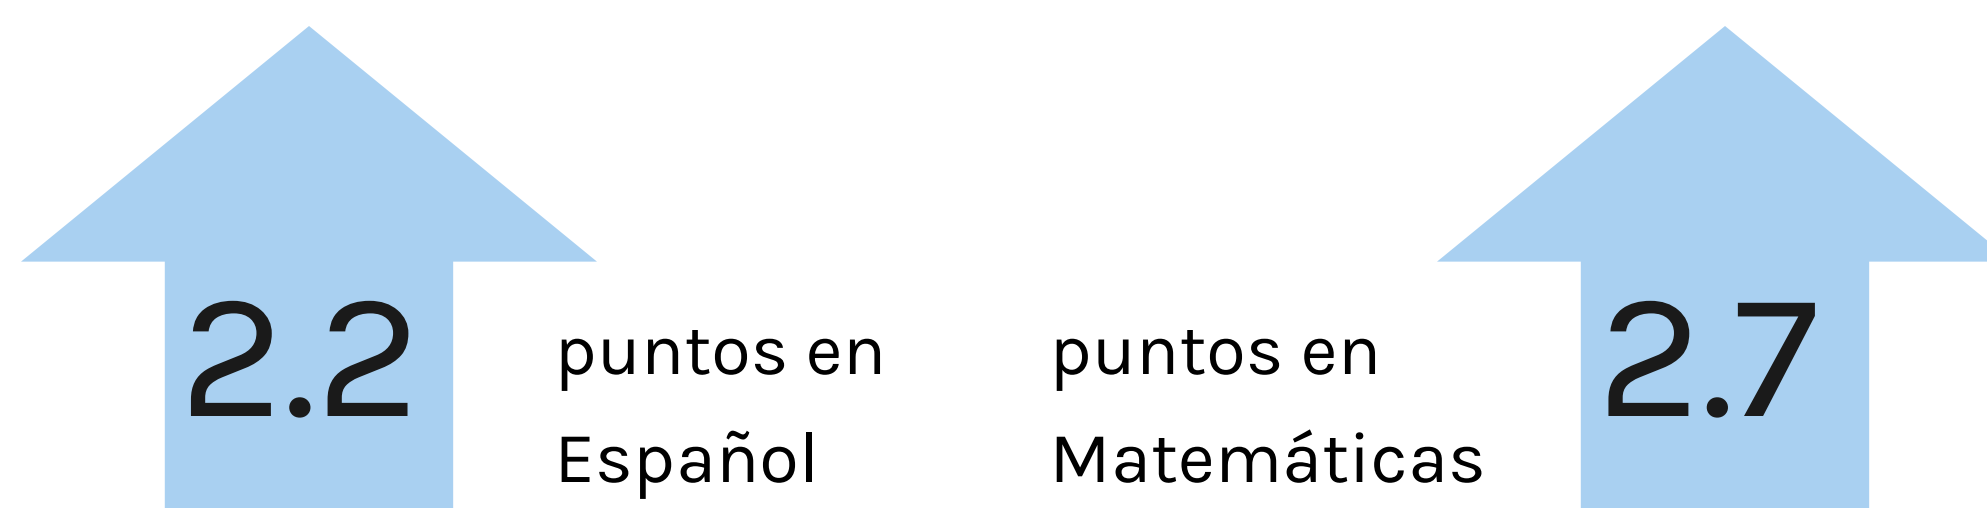 2.2
puntos en
Español
puntos en
Matemáticas
2.7